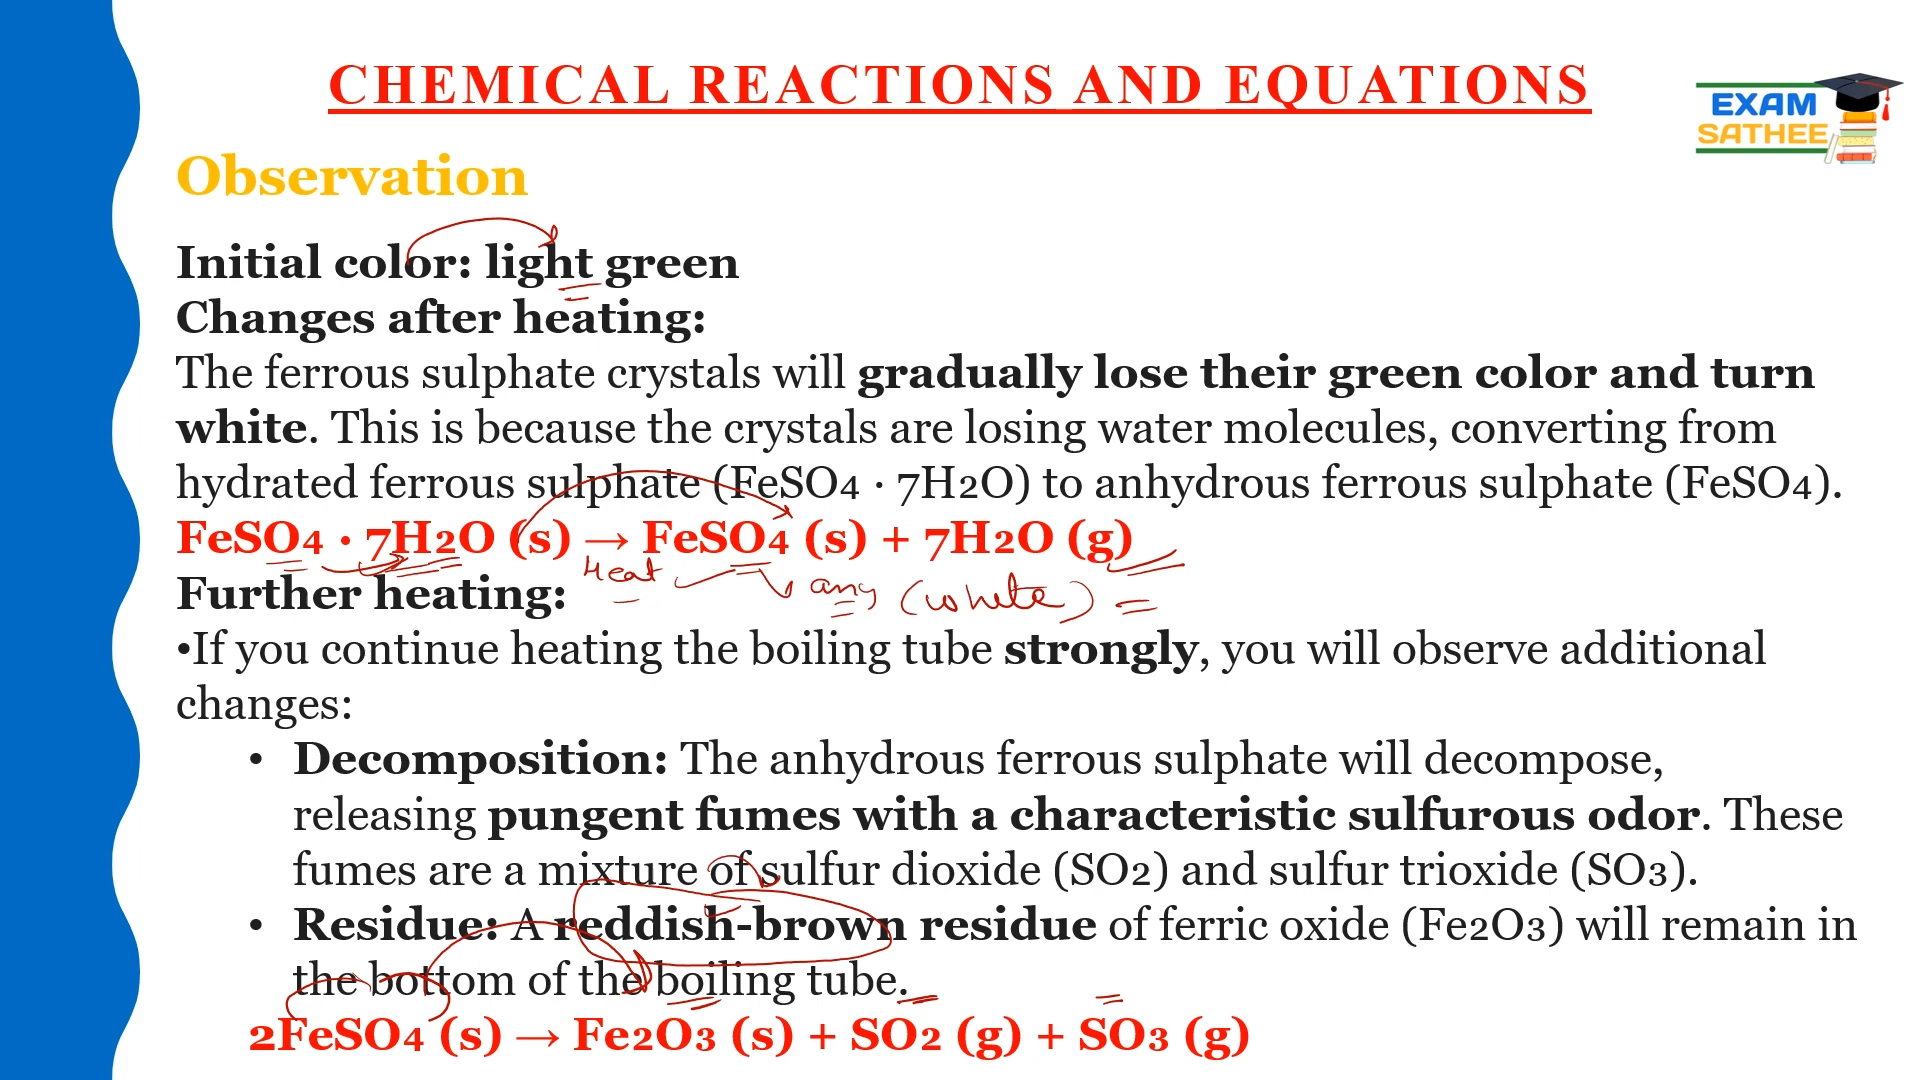 CHEMICAL REACTIONS AND EQUATIONS
EXAM
SATHEE
Observation
Initial color: light green
Changes after heating:
The ferrous sulphate crystals will gradually lose their green color and turn
white. This is because the crystals are losing water molecules, converting from
hydrated ferrous sulphate (FeSO4 · 7H2O) to anhydrous ferrous sulphate (FeSO4).
FeSO4 · 7H2O (s) → FeSO4 (s) + 7H2O (g)
Heat any (white)
Further heating:
•If you continue heating the boiling tube strongly, you will observe additional
changes:
• Decomposition: The anhydrous ferrous sulphate will decompose,
releasing pungent fumes with a characteristic sulfurous odor. These
fumes are a mixture of sulfur dioxide (SO2) and sulfur trioxide (SO3).
• Residue: A reddish-brown residue of ferric oxide (Fe2O3) will remain in
the bottom of the boiling tube.
2FeSO4 (s) → Fe2O3 (s) + SO2 (g) + SO3 (g)